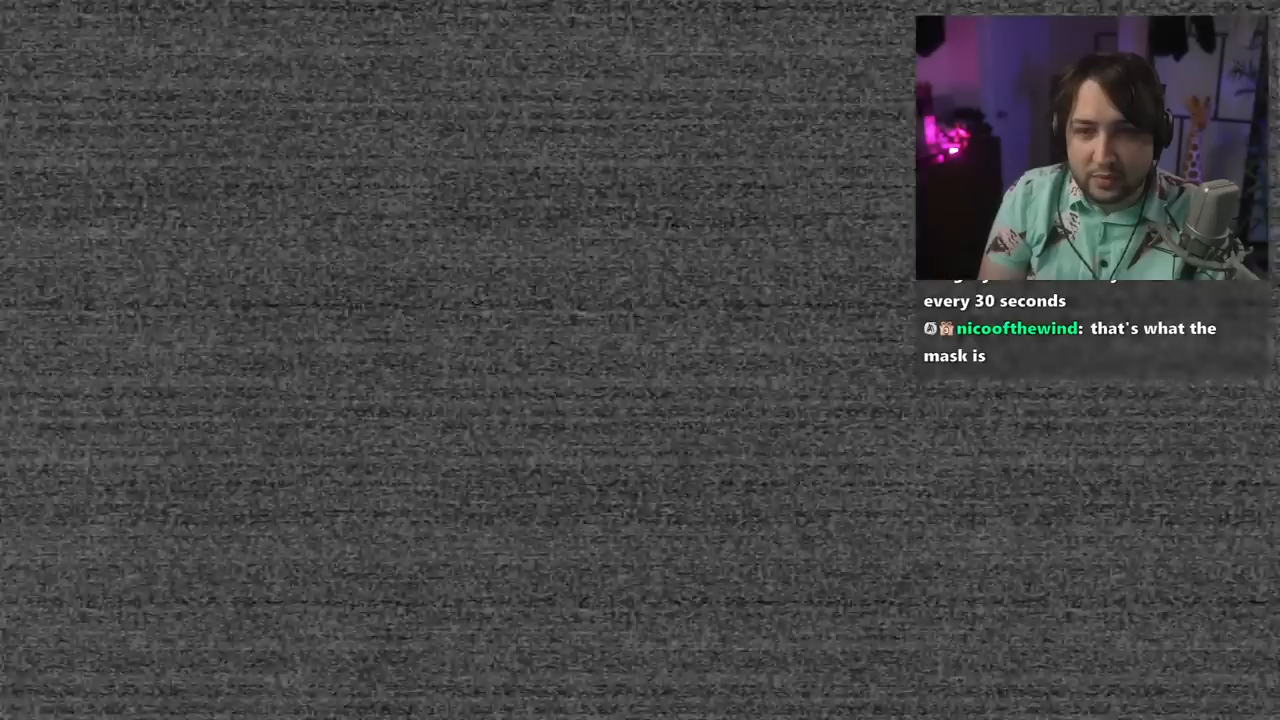 every 30 seconds
nicoofthewind: that's what the
mask is